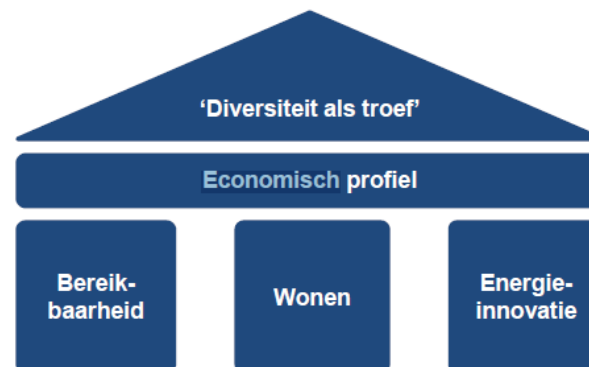 ‘Diversiteit als troef’
Economisch profiel
Bereik-
baarheid
Wonen
Energie-
innovatie